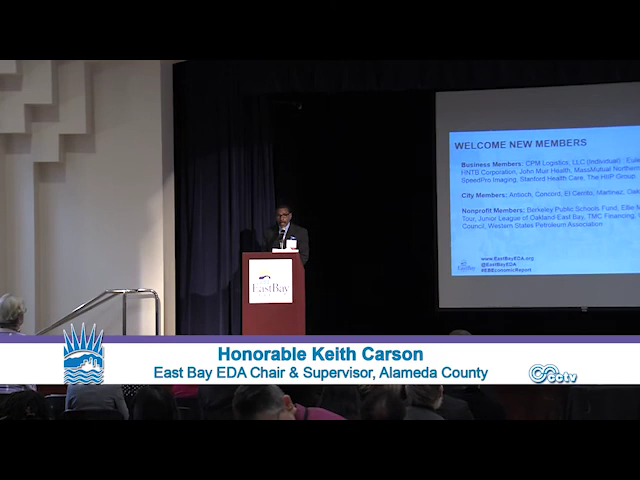 WELCOME NEW MEMBERS
Business Members: CPM Logistics, LLC (Individual)
HNTB Corporation, John Muir Health, MassMutual Northern
SpeedPro Imaging, Stanford Health Care, The HIIP Group
City Members: Antioch, Concord, El Cerrito, Martinez,
Nonprofit Members: Berkeley Public Schools Fund,
Tour, Junior League of Oakland-East Bay, TMC Financing,
Council, Western States Petroleum Association
www.EastBayEDA.org
@EastBayEDA
#EBEconomicReport
EastBay
Honorable Keith Carson
East Bay EDA Chair & Supervisor, Alameda County
cctv